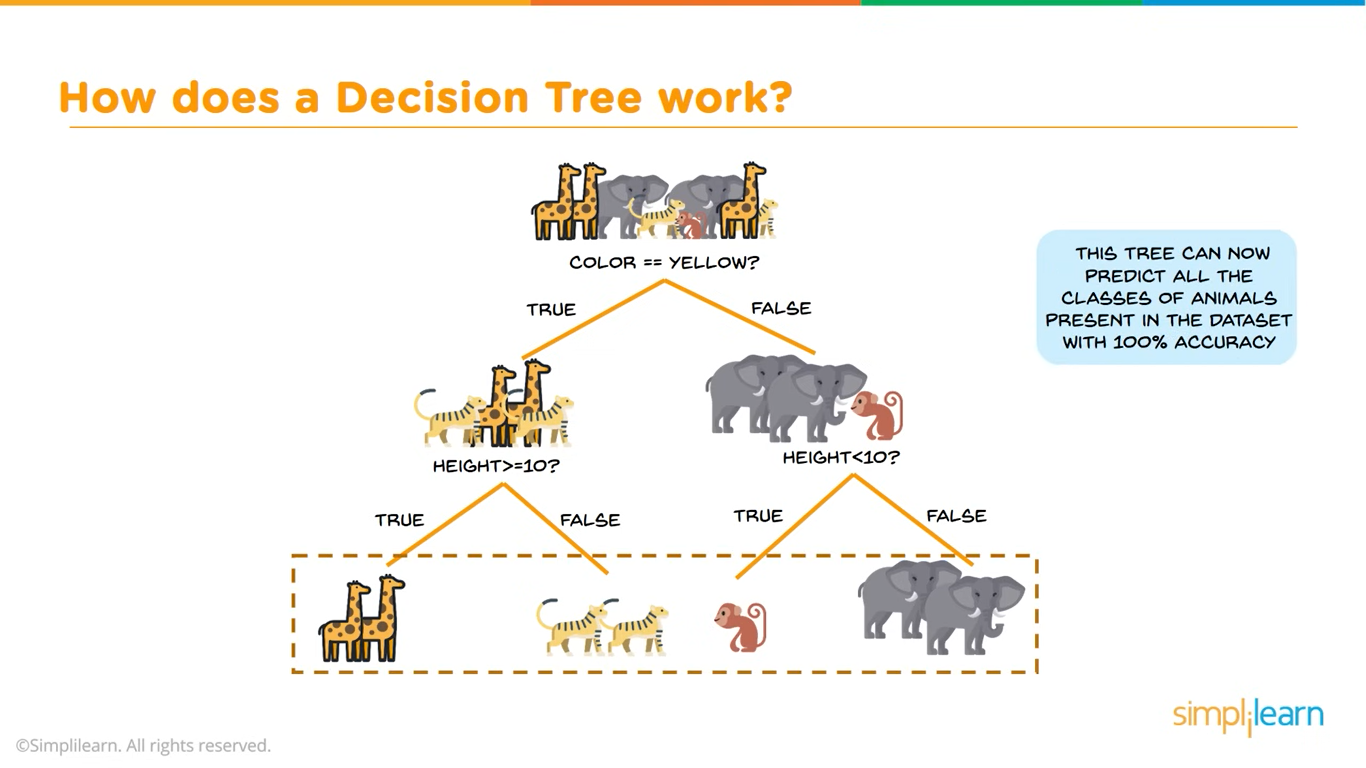 How does a Decision Tree work?
COLOR == YELLOW?
TRUE
FALSE
THIS TREE CAN NOW
PREDICT ALL THE
CLASSES OF ANIMALS
PRESENT IN THE DATASET
WITH 100% ACCURACY
HEIGHT>=10?
HEIGHT<10?
TRUE
FALSE
TRUE
FALSE
simplilearn
©Simplilearn. All rights reserved.